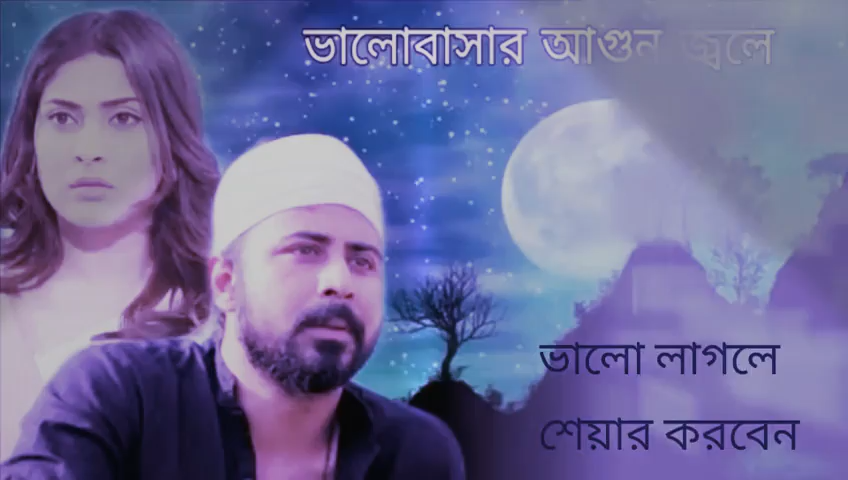 ভালোবাসার আগুন জ্বলে
ভালো লাগলে
শেয়ার করবেন